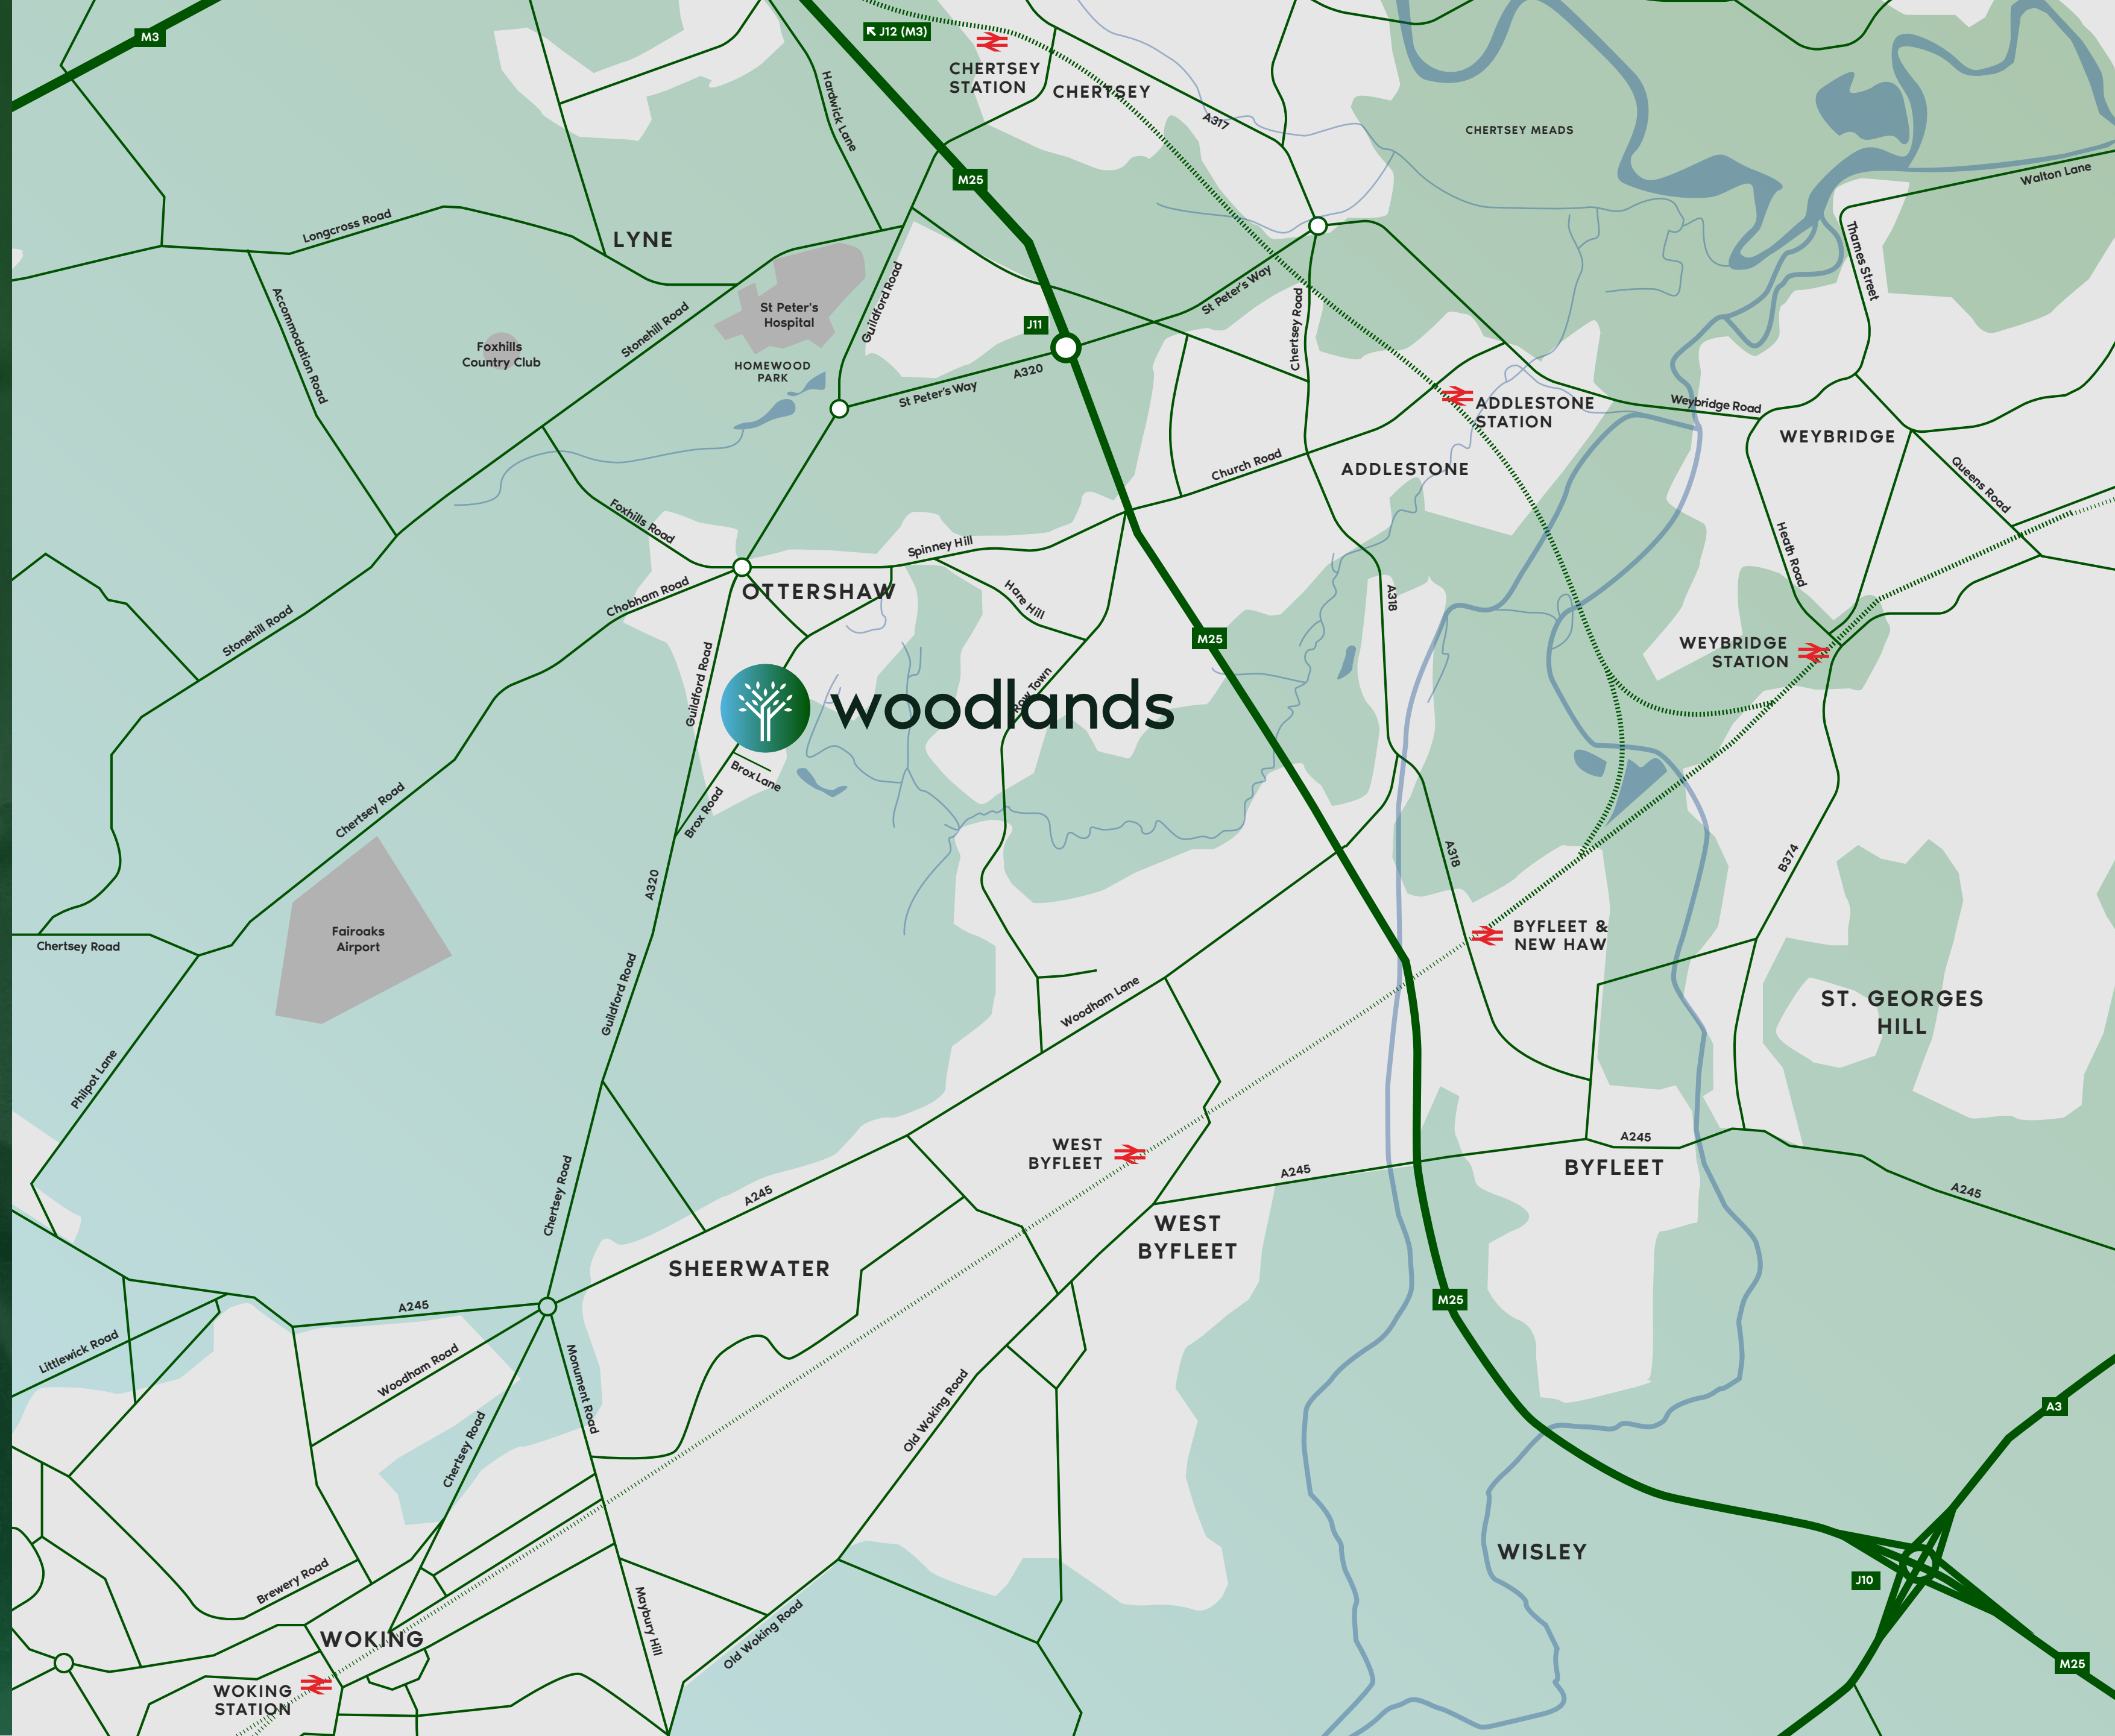 M3
J12 (M3)
CHERTSEY
STATION
CHERTSEY
Hardwick Lane
A317
CHERTSEY MEADS
M25
Walton Lane
Longcross Road
LYNE
Thames Street
Guildford Road
St Peter's
Hospital
St Peter's Way
Accommodation Road
Stonehill Road
J11
Chertsey Road
Foxhills
Country Club
HOMEWOOD
PARK
A320
St Peter's Way
ADDLESTONE
STATION
Weybridge Road
WEYBRIDGE
Church Road
ADDLESTONE
Queens Road
Foxhills Road
Spinney Hill
Heath Road
Chobham Road
OTTERSHAW
Hare Hill
A318
Stonehill Road
M25
WEYBRIDGE
STATION
Guildford Road
Row Town
woodlands
Brox Lane
Brox Road
Chertsey Road
A318
B374
A320
Fairoaks
Airport
Chertsey Road
BYFLEET &
NEW HAW
Guildford Road
Woodham Lane
ST. GEORGES
HILL
Philpot Lane
WEST
BYFLEET
A245
BYFLEET
A245
A245
Chertsey Road
A245
WEST
BYFLEET
SHEERWATER
A245
M25
Littlewick Road
Woodham Road
Monument Road
Old Woking Road
A3
Chertsey Road
WISLEY
J10
Brewery Road
Maybury Hill
Old Woking Road
WOKING
M25
WOKING
STATION